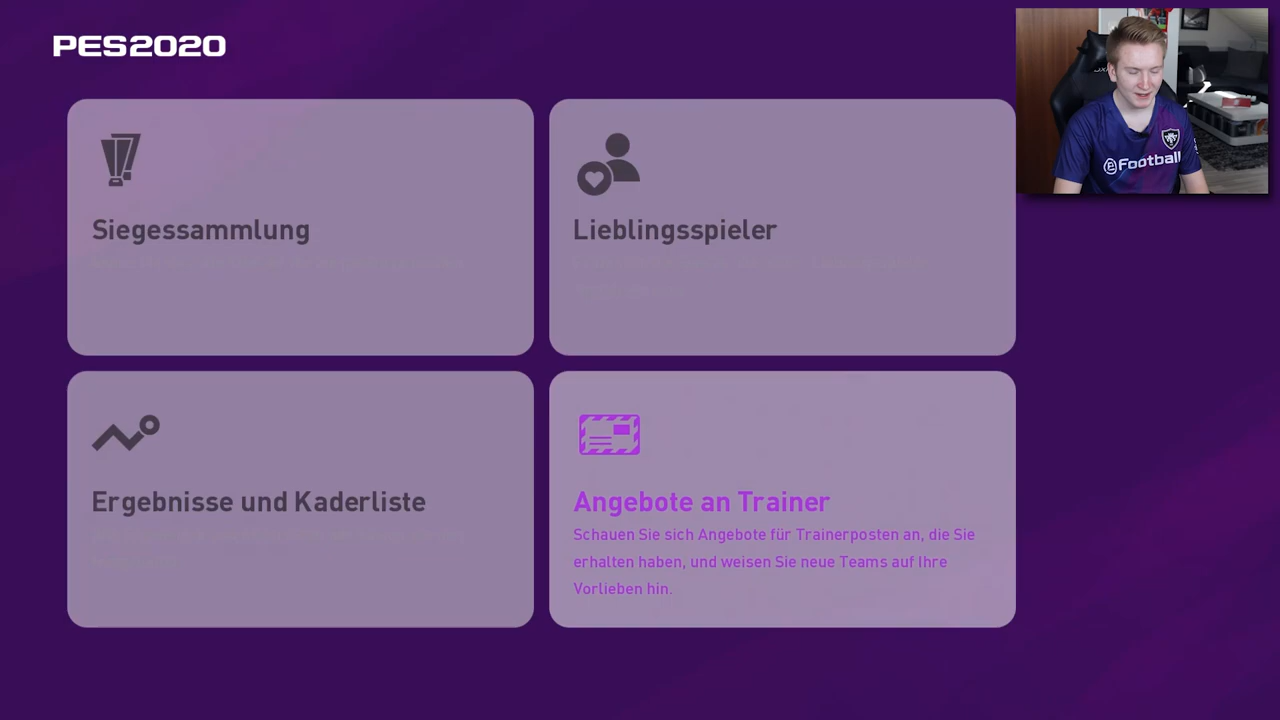 PES2020
Siegessammlung
Lieblingsspieler
Ergebnisse und Kaderliste
Angebote an Trainer
Schauen Sie sich Angebote für Trainerposten an, die Sie
erhalten haben, und weisen Sie neue Teams auf Ihre
Vorlieben hin.
eFootball